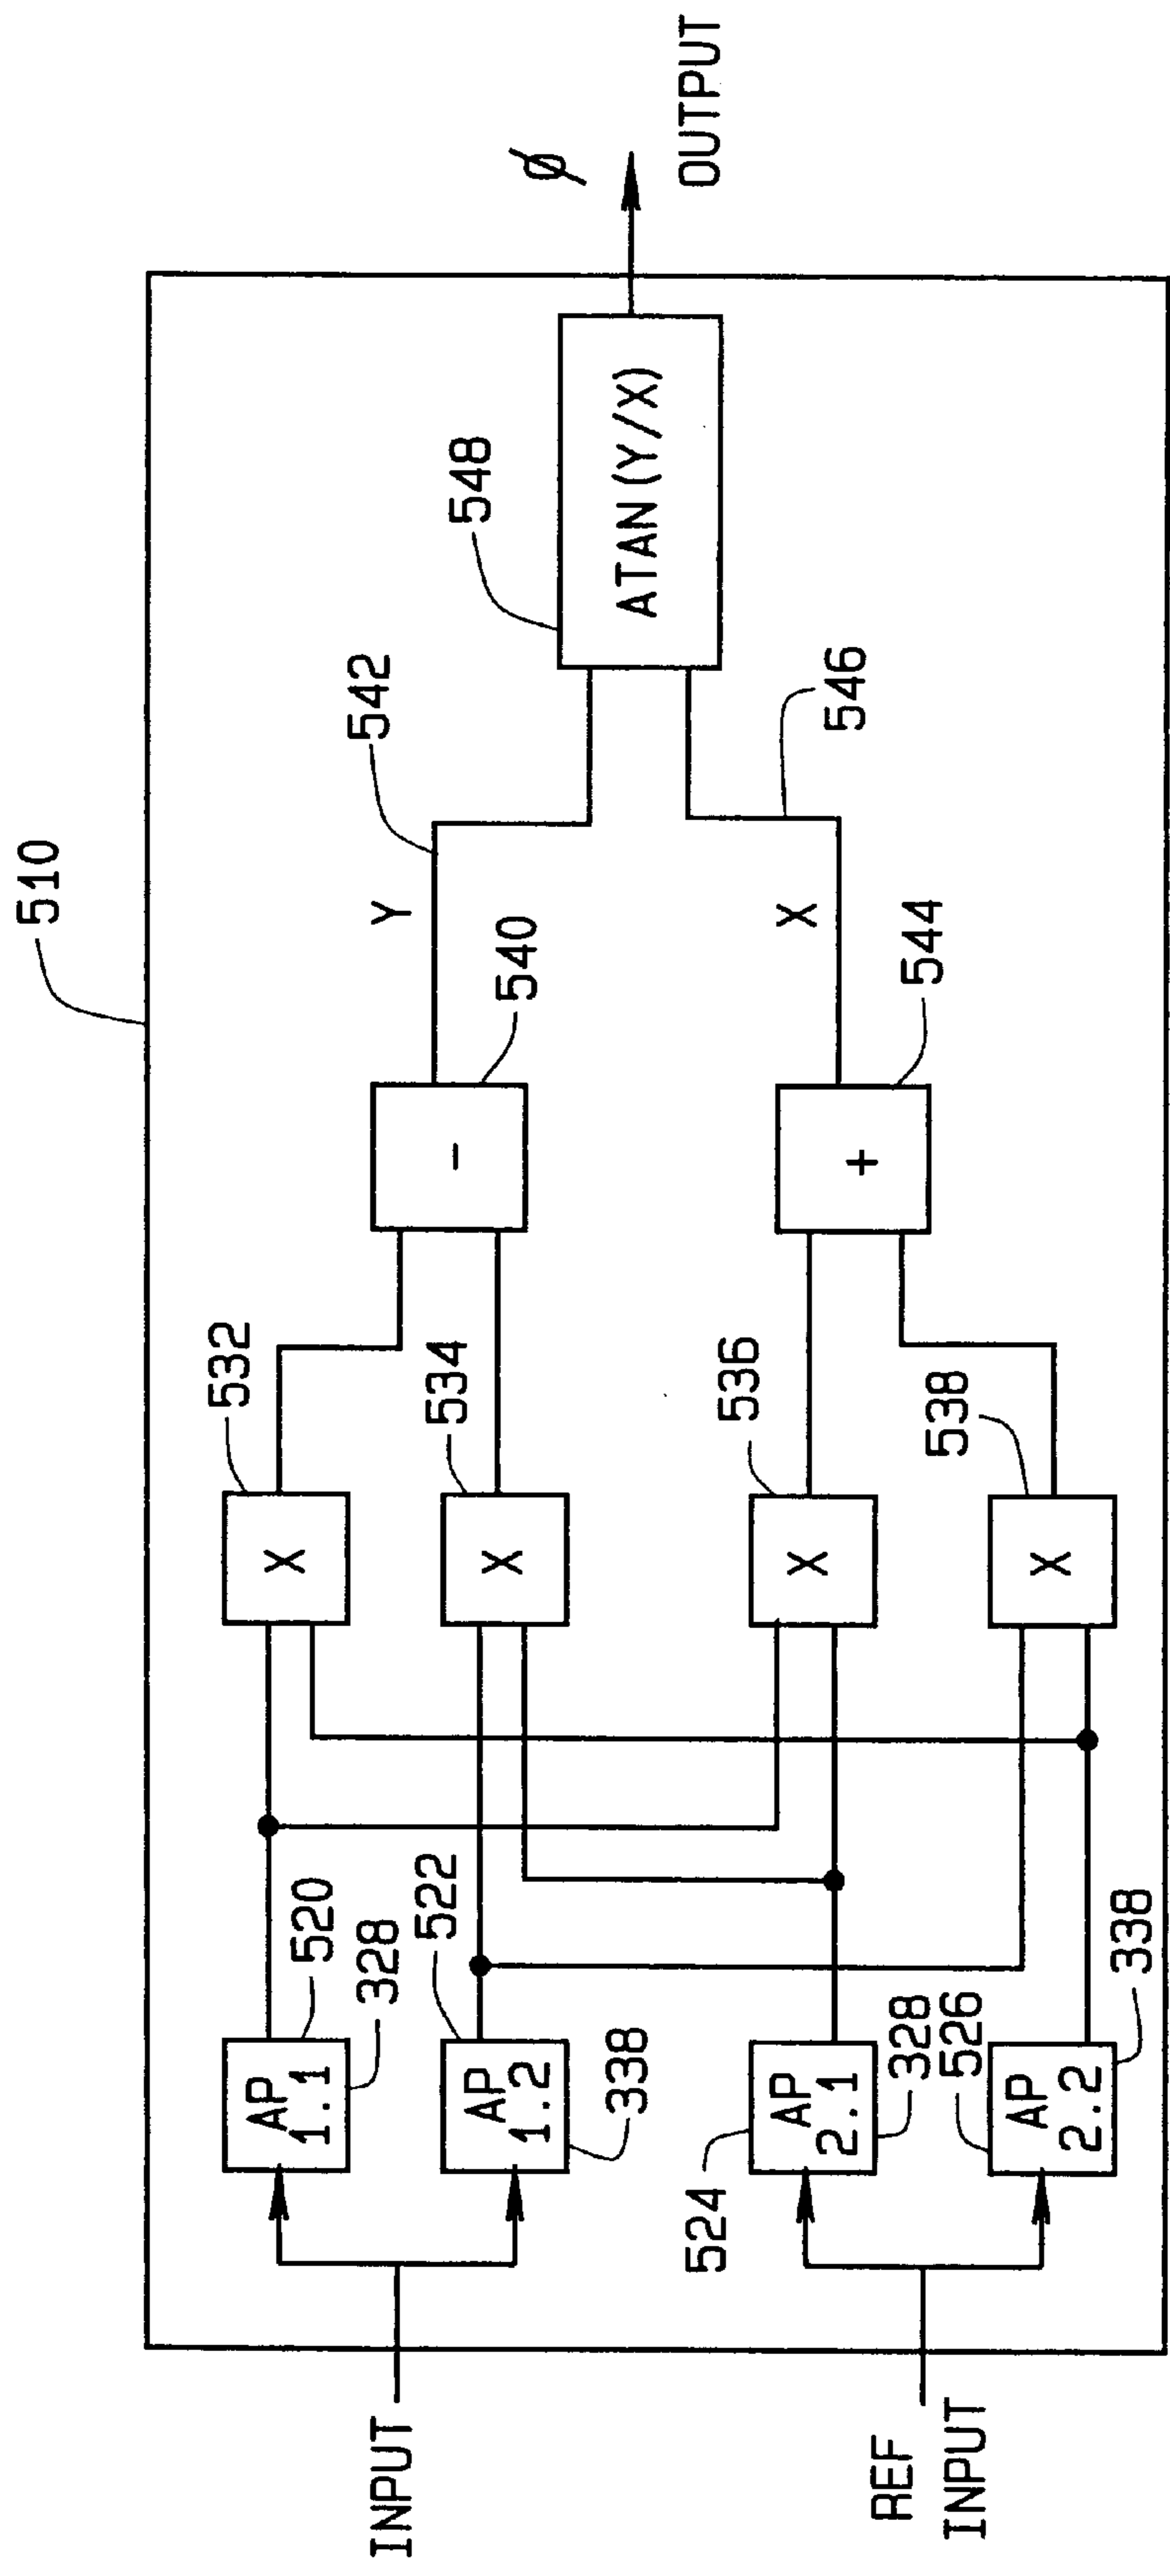 510
INPUT
REF
INPUT
AP
1.1
520
328
AP
1.2
522
338
524
AP
2.1
328
526
AP
2.2
338
X
532
X
534
X
536
X
538
-
540
+
544
Y
542
X
546
ATAN(Y/X)
548
Ø
OUTPUT